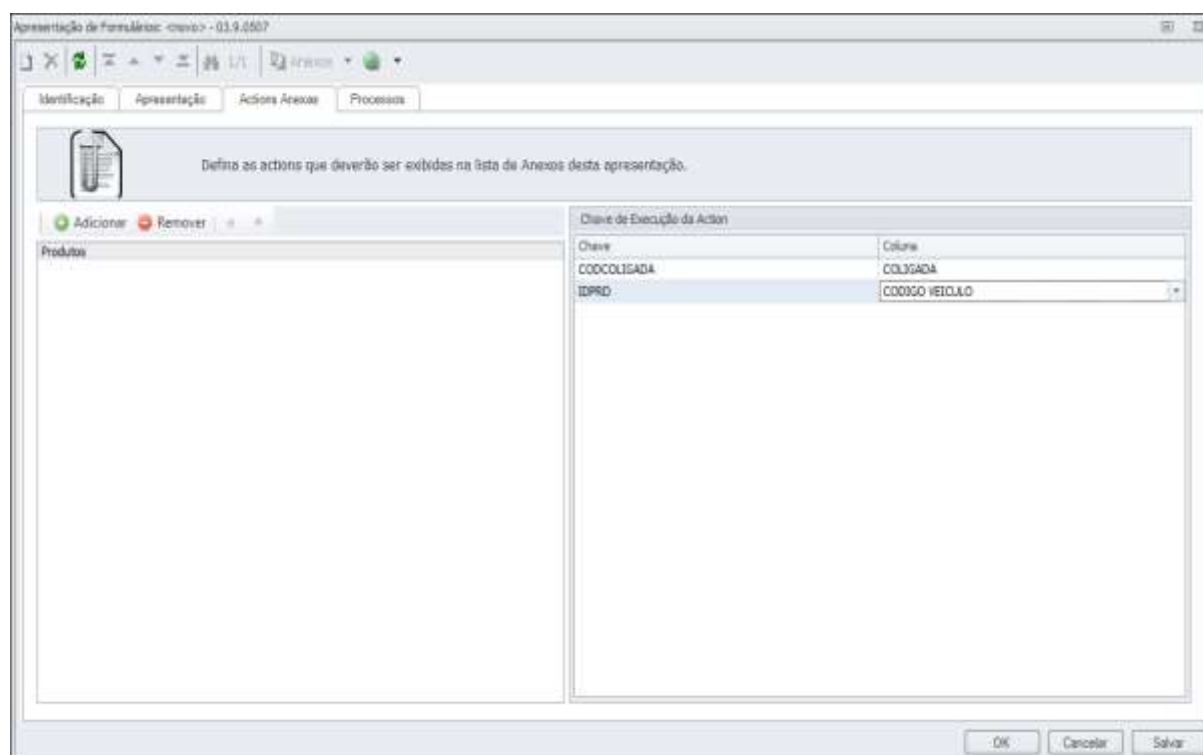 Apresentação de Formulários: <novo> - 03.9.0507
1/1 Anexos
Identificação Apresentação Actions Anexas Processos
Defina as actions que deverão ser exibidas na lista de Anexos desta apresentação.
Adicionar Remover
Produtos
Chave de Execução da Action
Chave Coluna
CODCOLIGADA COLIGADA
IDPRD CODIGO VEICULO
OK Cancelar Salvar